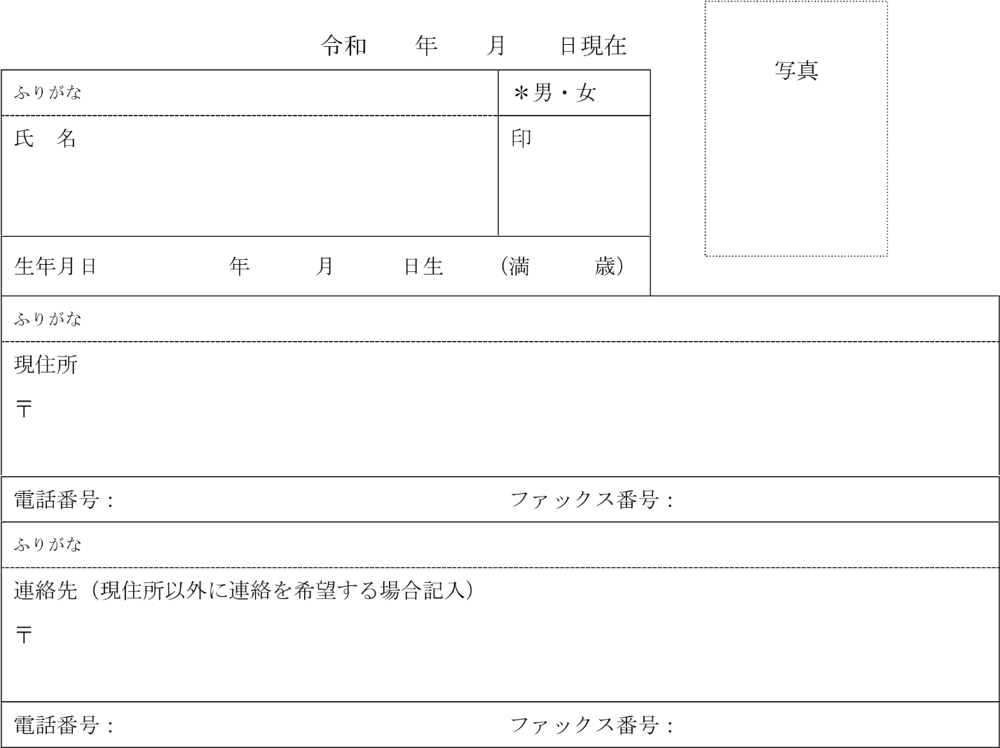 令和　　年　　月　　日現在
写真
ふりがな　＊男・女
氏　名　印
生年月日　　　年　　月　　日生　（満　　歳）
ふりがな
現住所
〒
電話番号：　ファックス番号：
ふりがな
連絡先（現住所以外に連絡を希望する場合記入）
〒
電話番号：　ファックス番号：